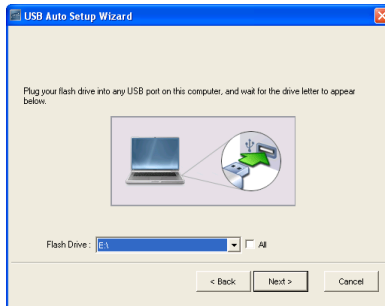 USB Auto Setup Wizard
Plug your flash drive into any USB port on this computer, and wait for the drive letter to appear
below.
Flash Drive : E:\ All
< Back Next > Cancel